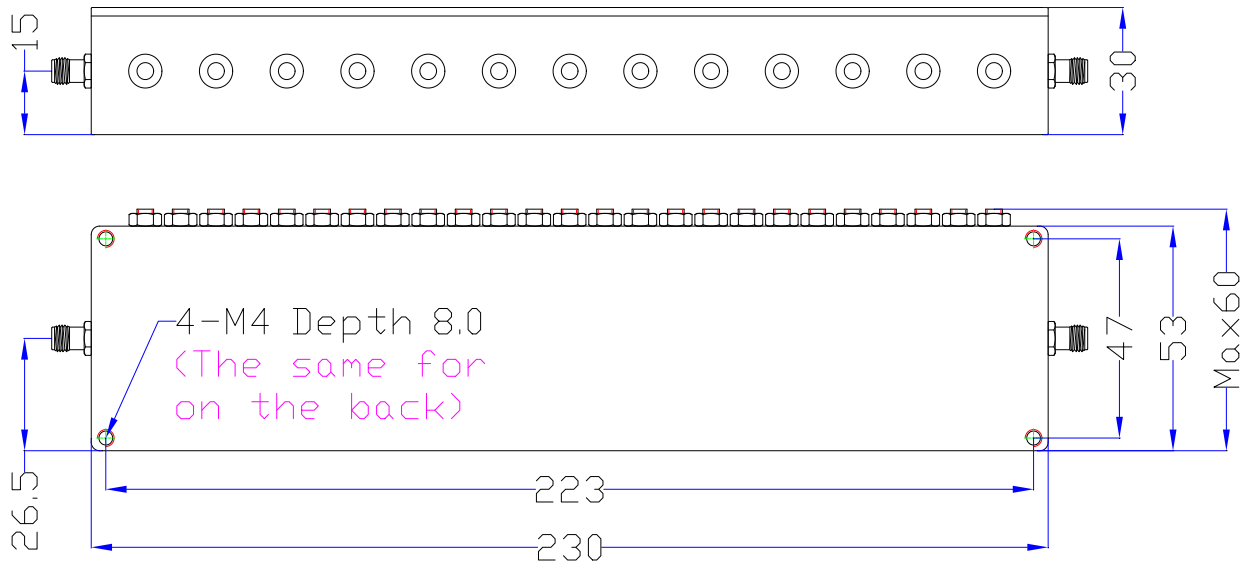 15
30
4-M4 Depth 8.0
(The same for
on the back)
47
53
Max60
26.5
223
230